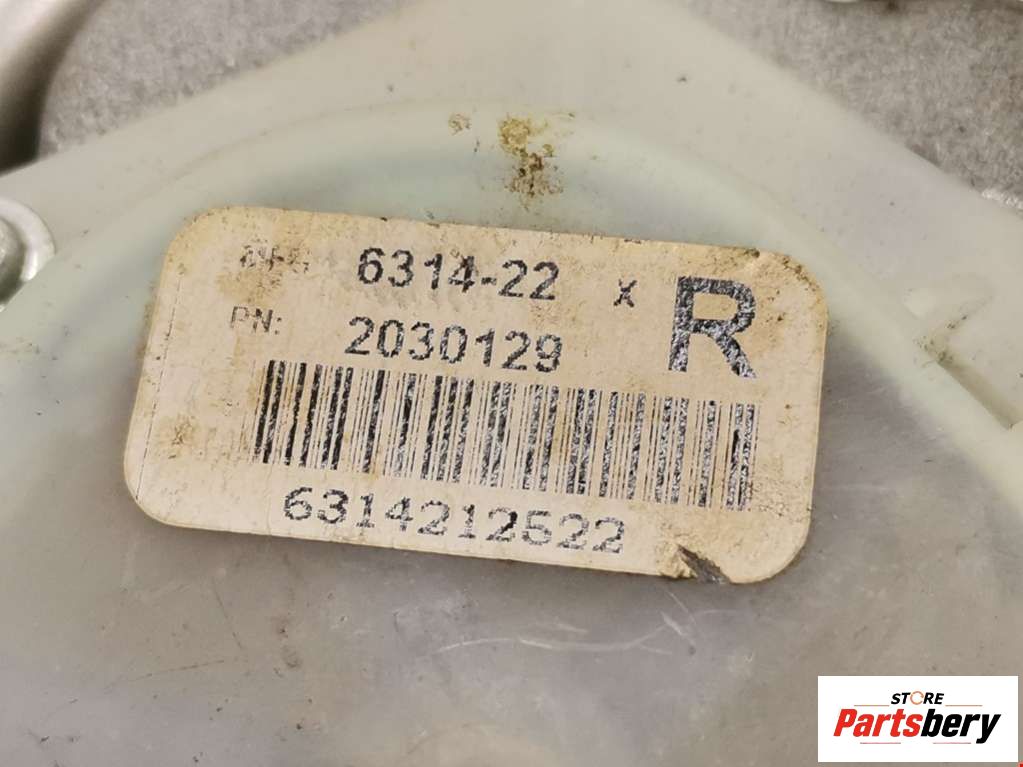 6314-22 x R
PN: 2030129
6314212522
STORE
Partsbery